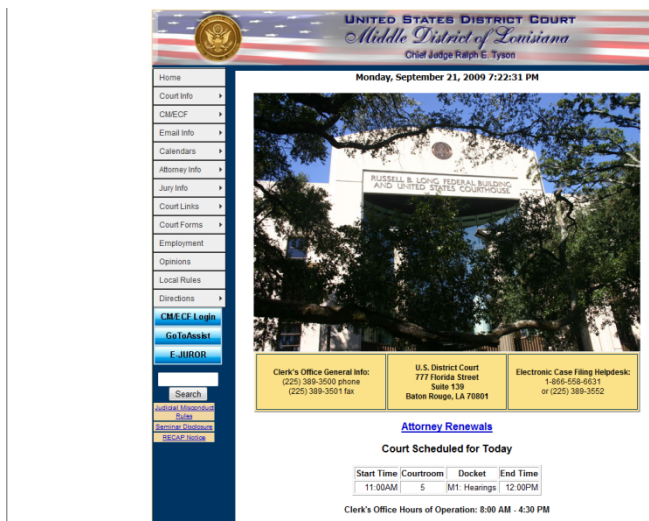 UNITED STATES DISTRICT COURT
Middle District of Louisiana
Chief Judge Ralph E. Tyson
Monday, September 21, 2009 7:22:31 PM
Home
Court Info
CM/ECF
Email Info
Calendars
Attorney Info
Jury Info
Court Links
Court Forms
Employment
Opinions
Local Rules
Directions
CM/ECF Login
GoToAssist
E-JUROR
Search
Judicial Misconduct
Rules
Seminar Disclosure
RECAP Notice
RUSSELL B. LONG FEDERAL BUILDING
AND UNITED STATES COURTHOUSE
Clerk's Office General Info:
(225) 389-3500 phone
(225) 389-3501 fax
U.S. District Court
777 Florida Street
Suite 139
Baton Rouge, LA 70801
Electronic Case Filing Helpdesk:
1-866-558-6631
or (225) 389-3552
Attorney Renewals
Court Scheduled for Today
Start Time Courtroom Docket End Time
11:00AM 5 M1: Hearings 12:00PM
Clerk's Office Hours of Operation: 8:00 AM - 4:30 PM